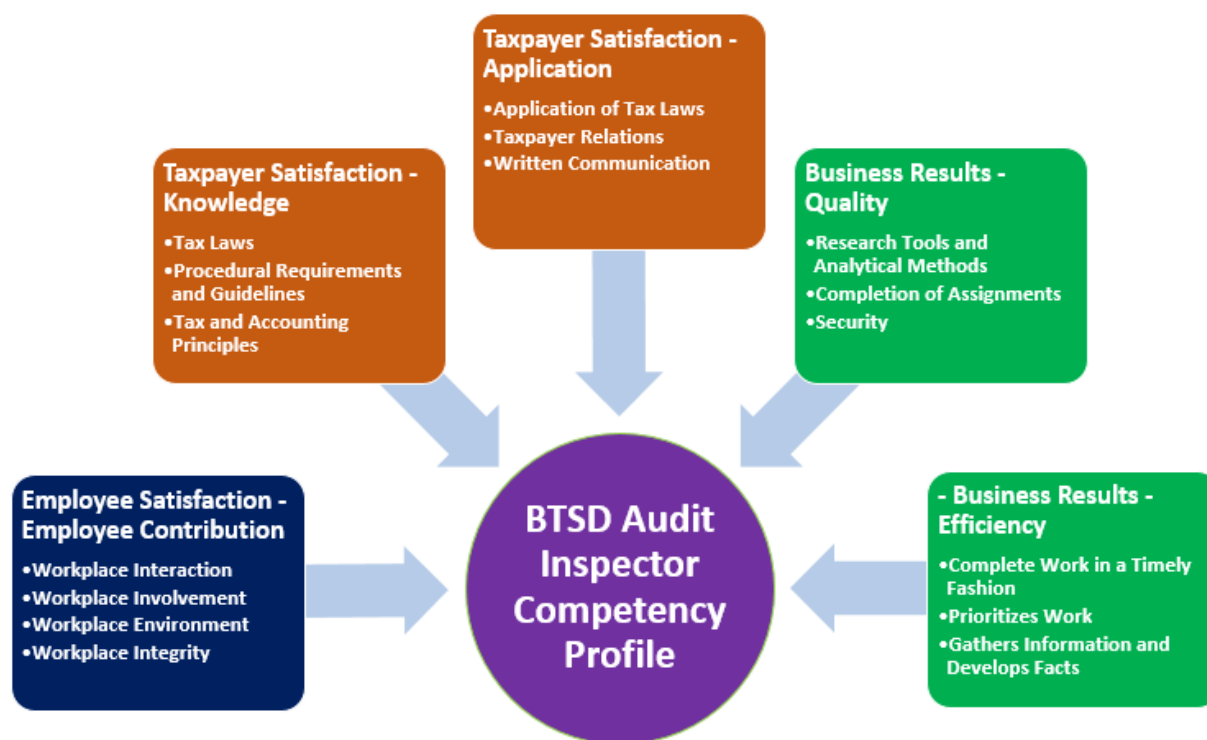 Taxpayer Satisfaction -
Application
•Application of Tax Laws
•Taxpayer Relations
•Written Communication
Taxpayer Satisfaction -
Knowledge
•Tax Laws
•Procedural Requirements
and Guidelines
•Tax and Accounting
Principles
Business Results -
Quality
•Research Tools and
Analytical Methods
•Completion of Assignments
•Security
Employee Satisfaction -
Employee Contribution
•Workplace Interaction
•Workplace Involvement
•Workplace Environment
•Workplace Integrity
BTSD Audit
Inspector
Competency
Profile
- Business Results -
Efficiency
•Complete Work in a Timely
Fashion
•Prioritizes Work
•Gathers Information and
Develops Facts